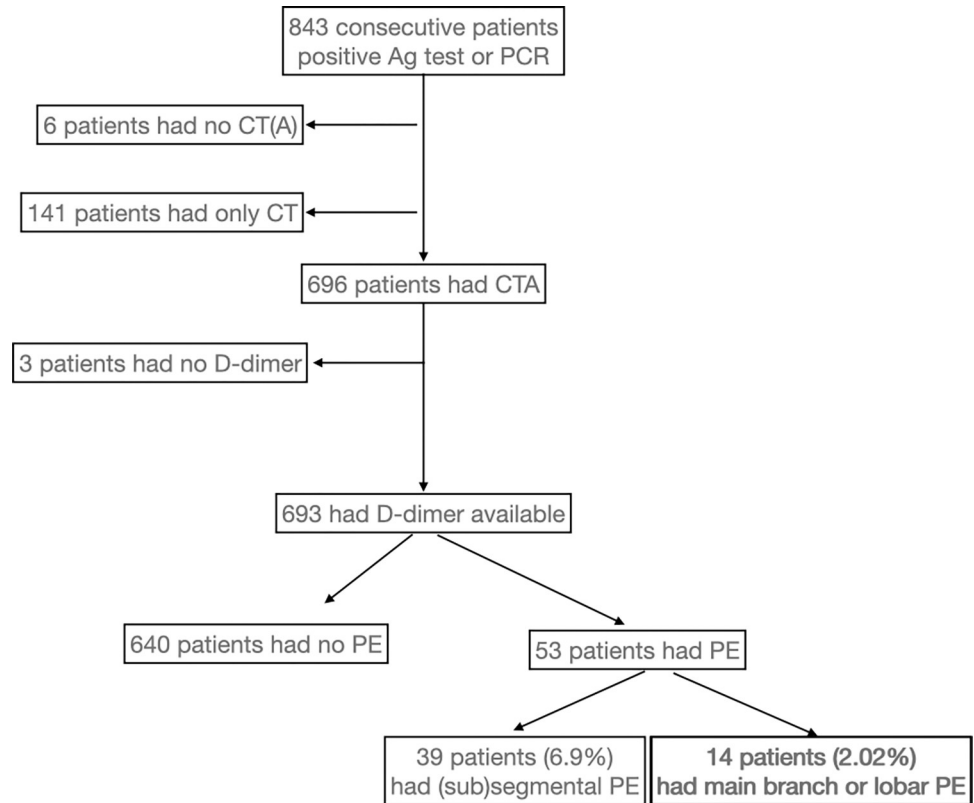 843 consecutive patients
positive Ag test or PCR
6 patients had no CT(A)
141 patients had only CT
696 patients had CTA
3 patients had no D-dimer
693 had D-dimer available
640 patients had no PE
53 patients had PE
39 patients (6.9%)
had (sub)segmental PE
14 patients (2.02%)
had main branch or lobar PE